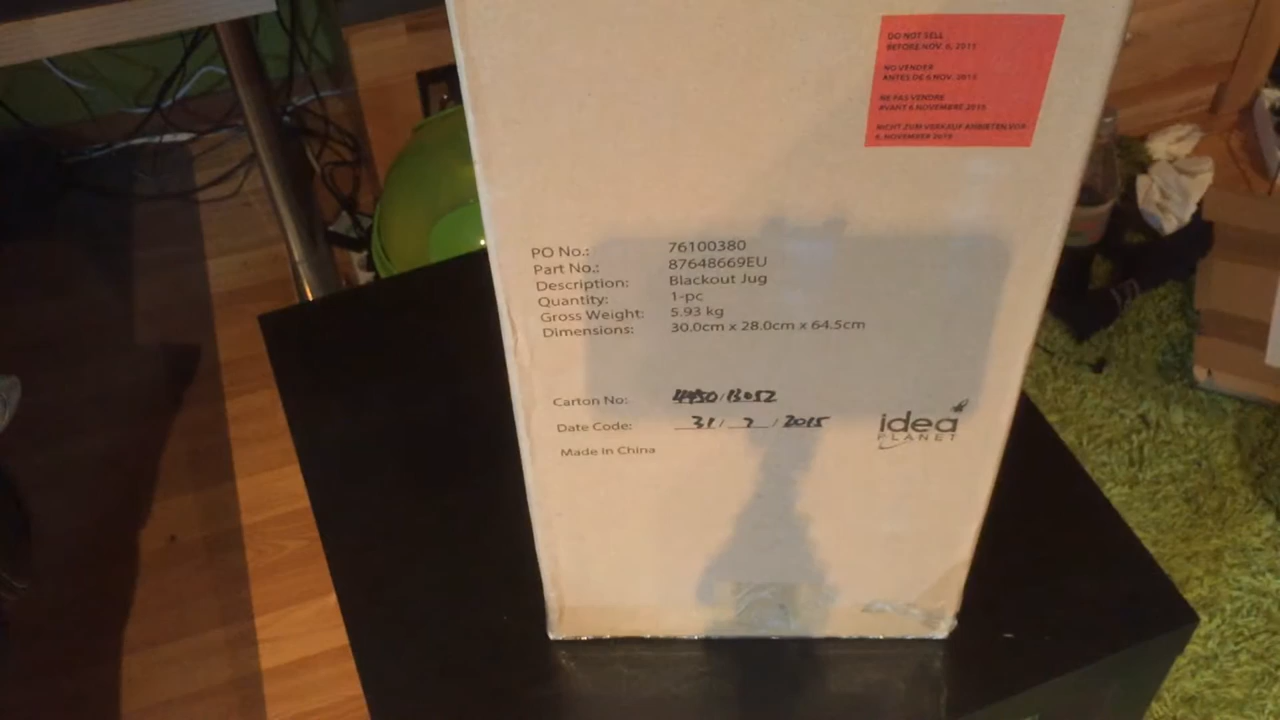 DO NOT SELL
BEFORE NOV. 6, 2015
NO VENDER
ANTES DE 6 NOV. 2015
NE PAS VENDRE
AVANT 6 NOVEMBRE 2015
NICHT ZUM VERKAUF ANBIETEN VOR
6. NOVEMBER 2015
PO No.: 76100380
Part No.: 87648669EU
Description: Blackout Jug
Quantity: 1-pc
Gross Weight: 5.93 kg
Dimensions: 30.0cm x 28.0cm x 64.5cm
Carton No: 4450/13052
Date Code: 31/ 7 /2015
Made In China
idea
PLANET